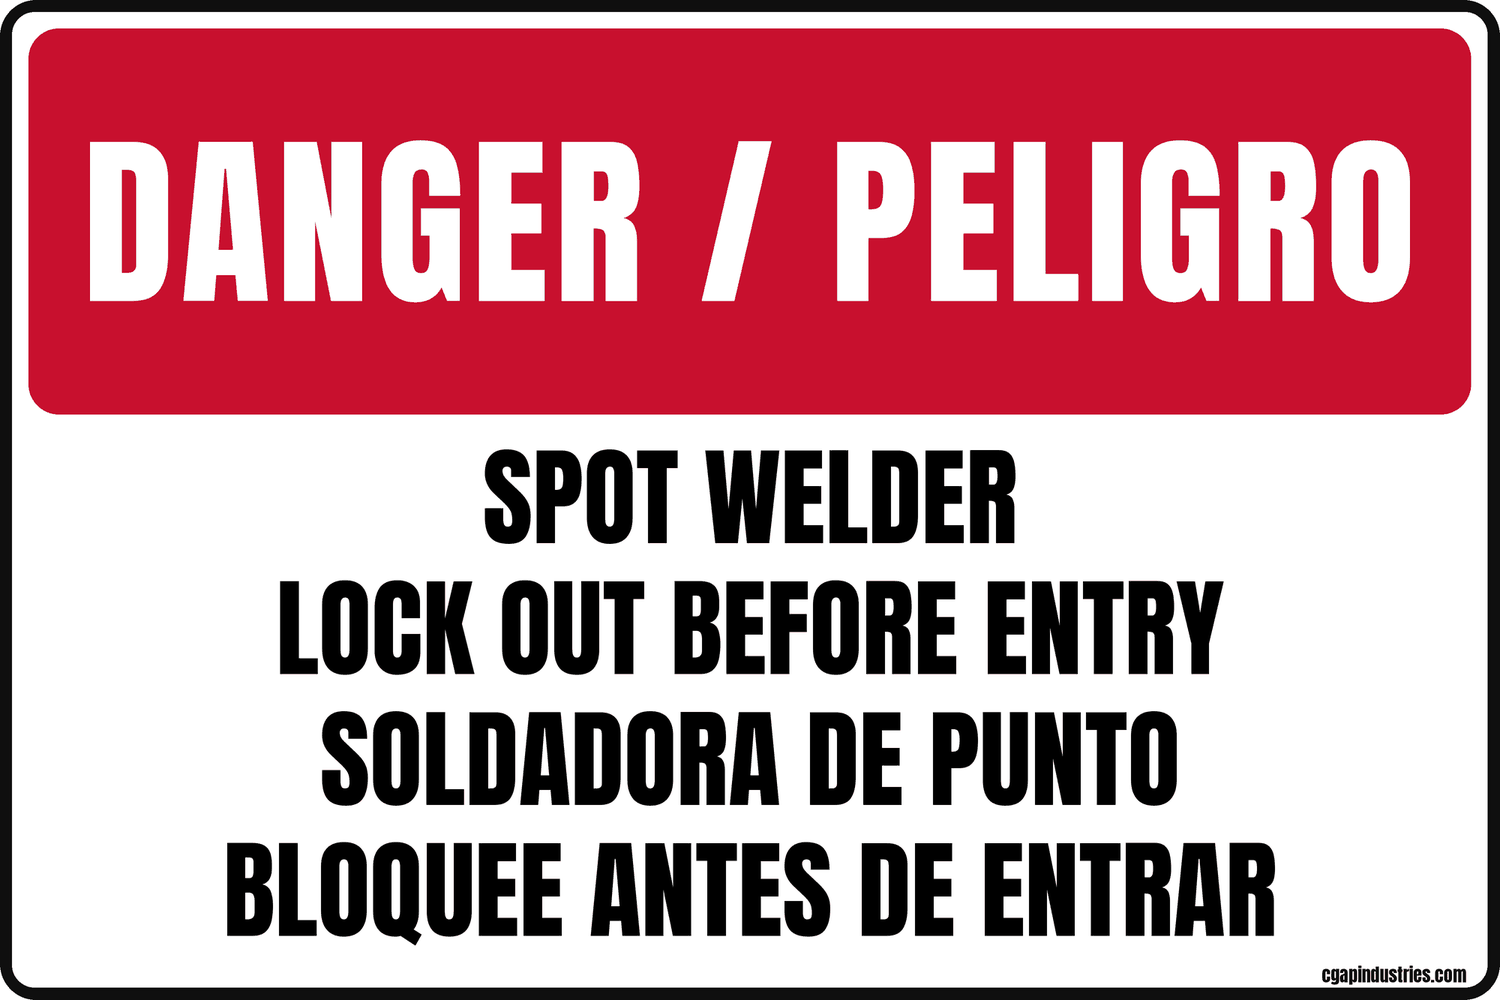 DANGER / PELIGRO
SPOT WELDER
LOCK OUT BEFORE ENTRY
SOLDADORA DE PUNTO
BLOQUEE ANTES DE ENTRAR
cgapindustries.com